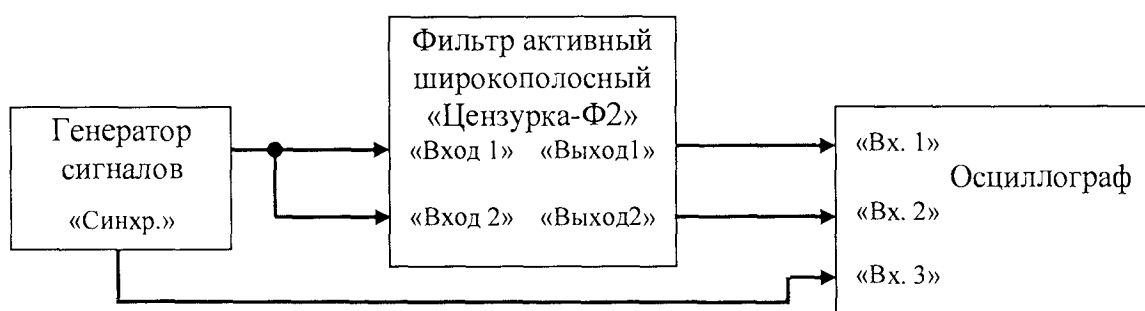 Фильтр активный
широкополосный
«Цензурка-Ф2»
Генератор
сигналов
«Синхр.»
«Вход 1» «Выход1»
«Вход 2» «Выход2»
«Вх. 1»
Осциллограф
«Вх. 2»
«Вх. 3»